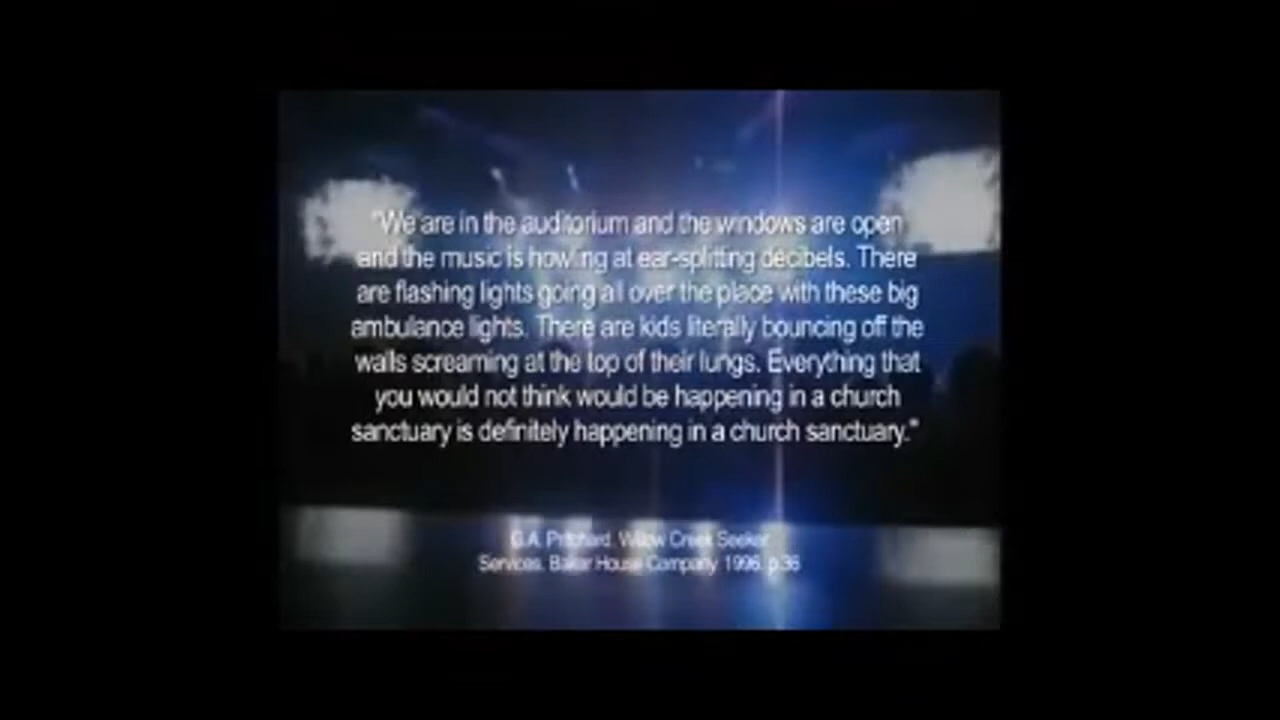 "We are in the auditorium and the windows are open
and the music is howling at ear-splitting decibels. There
are flashing lights going all over the place with these big
ambulance lights. There are kids literally bouncing off the
walls screaming at the top of their lungs. Everything that
you would not think would be happening in a church
sanctuary is definitely happening in a church sanctuary."
G.A. Pritchard. Willow Creek Seeker
Services. Baker House Company 1996. p.36